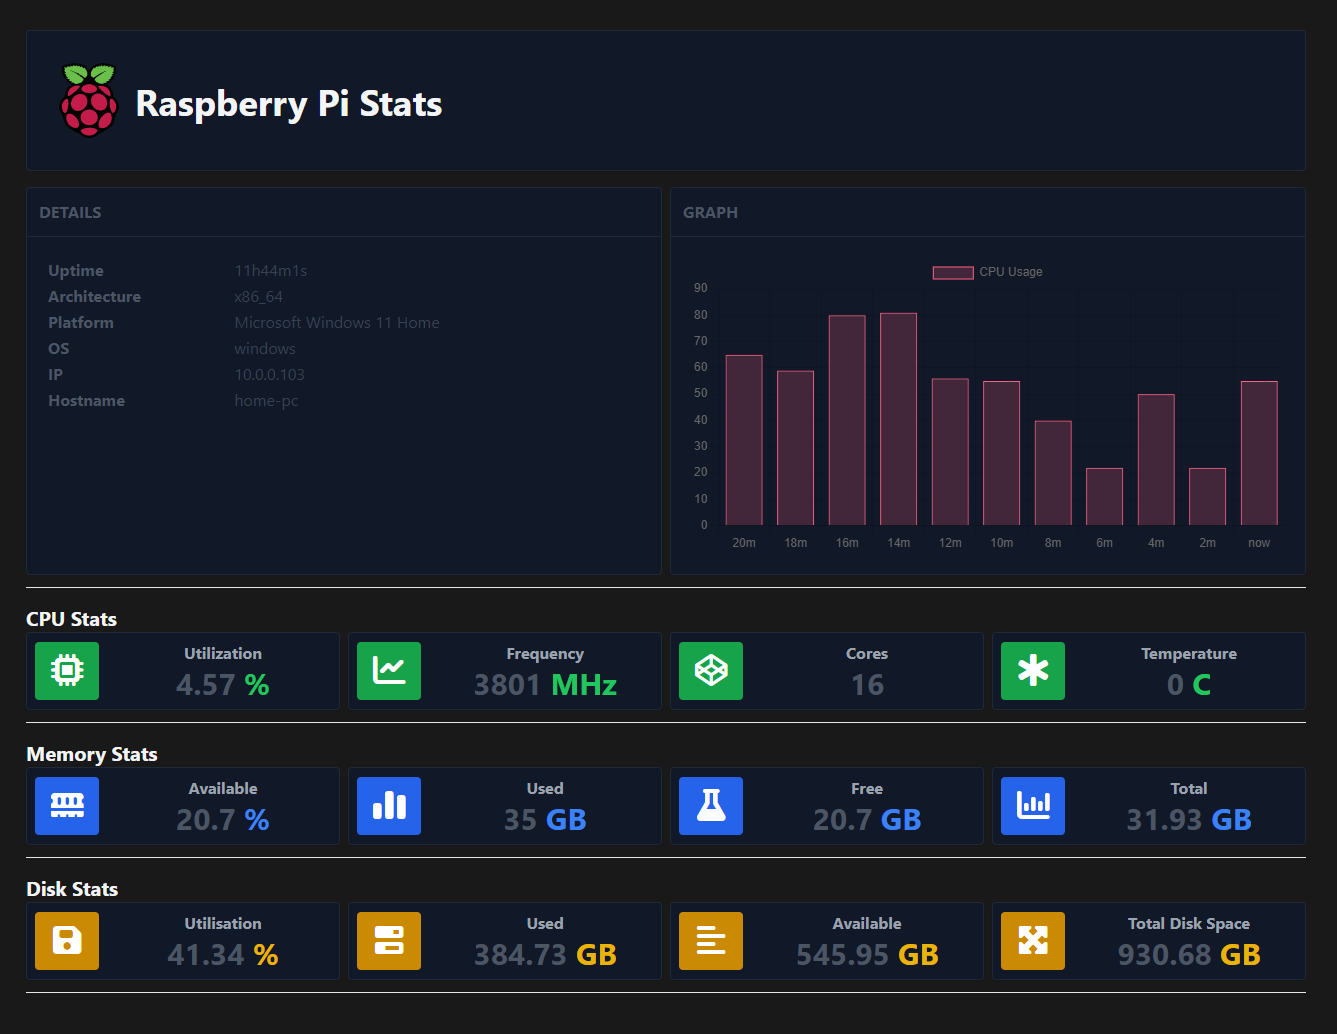 Raspberry Pi Stats
DETAILS
Uptime 11h44m1s
Architecture x86_64
Platform Microsoft Windows 11 Home
OS windows
IP 10.0.0.103
Hostname home-pc
GRAPH
CPU Usage
90
80
70
60
50
40
30
20
10
0
20m 18m 16m 14m 12m 10m 8m 6m 4m 2m now
CPU Stats
Utilization
4.57 %
Frequency
3801 MHz
Cores
16
Temperature
0 C
Memory Stats
Available
20.7 %
Used
35 GB
Free
20.7 GB
Total
31.93 GB
Disk Stats
Utilisation
41.34 %
Used
384.73 GB
Available
545.95 GB
Total Disk Space
930.68 GB